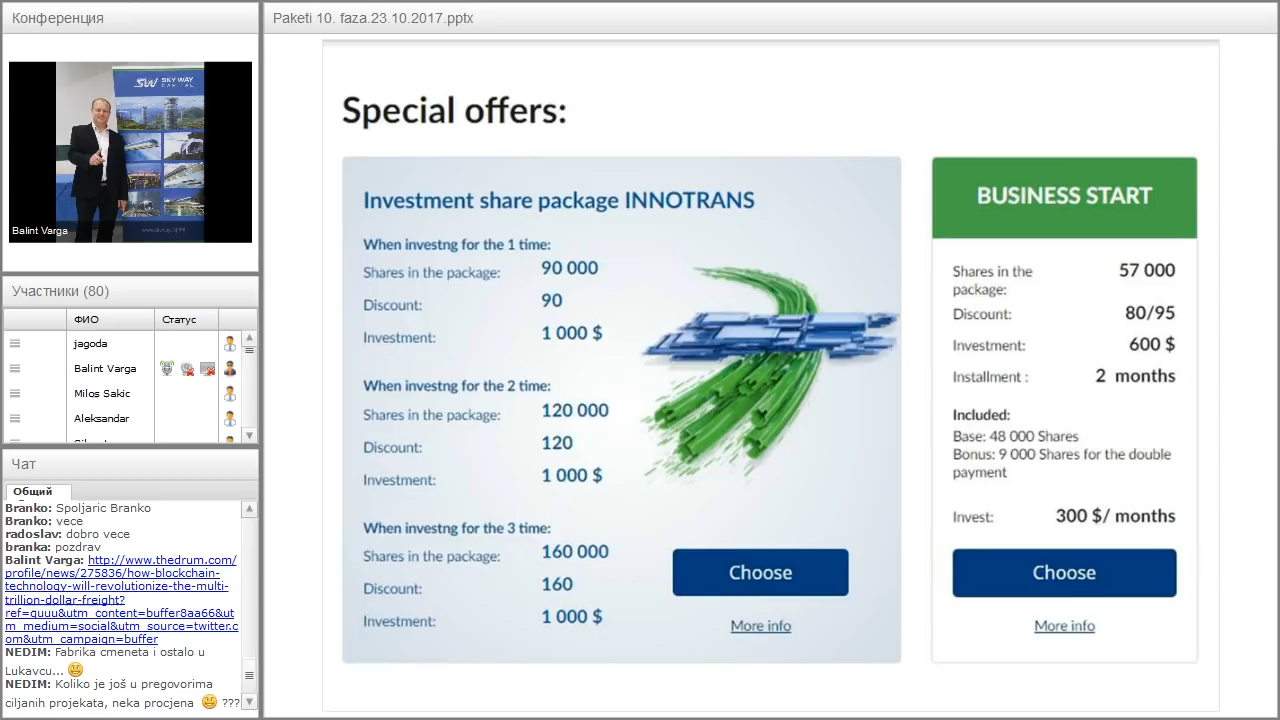 Конференция
SKY WAY
CAPITAL
Balint Varga
Участники (80)
ФИО
Статус
jagoda
Balint Varga
Milos Sakic
Aleksandar
Чат
Общий
Branko: Spoljaric Branko
Branko: vece
radoslav: dobro vece
branka: pozdrav
Balint Varga: http://www.thedrum.com/
profile/news/275836/how-blockchain-
technology-will-revolutionize-the-multi-
trillion-dollar-freight?
ref=quuu&utm_content=buffer8aa66&ut
m_medium=social&utm_source=twitter.c
om&utm_campaign=buffer
NEDIM: Fabrika cmeneta i ostalo u
Lukavcu...
NEDIM: Koliko je još u pregovorima
ciljanih projekata, neka procjena ???
Paketi 10. faza.23.10.2017.pptx
Special offers:
Investment share package INNOTRANS
When investng for the 1 time:
Shares in the package: 90 000
Discount: 90
Investment: 1 000 $
When investng for the 2 time:
Shares in the package: 120 000
Discount: 120
Investment: 1 000 $
When investng for the 3 time:
Shares in the package: 160 000
Discount: 160
Investment: 1 000 $
Choose
More info
BUSINESS START
Shares in the 57 000
package:
Discount: 80/95
Investment: 600 $
Installment : 2 months
Included:
Base: 48 000 Shares
Bonus: 9 000 Shares for the double
payment
Invest: 300 $/ months
Choose
More info